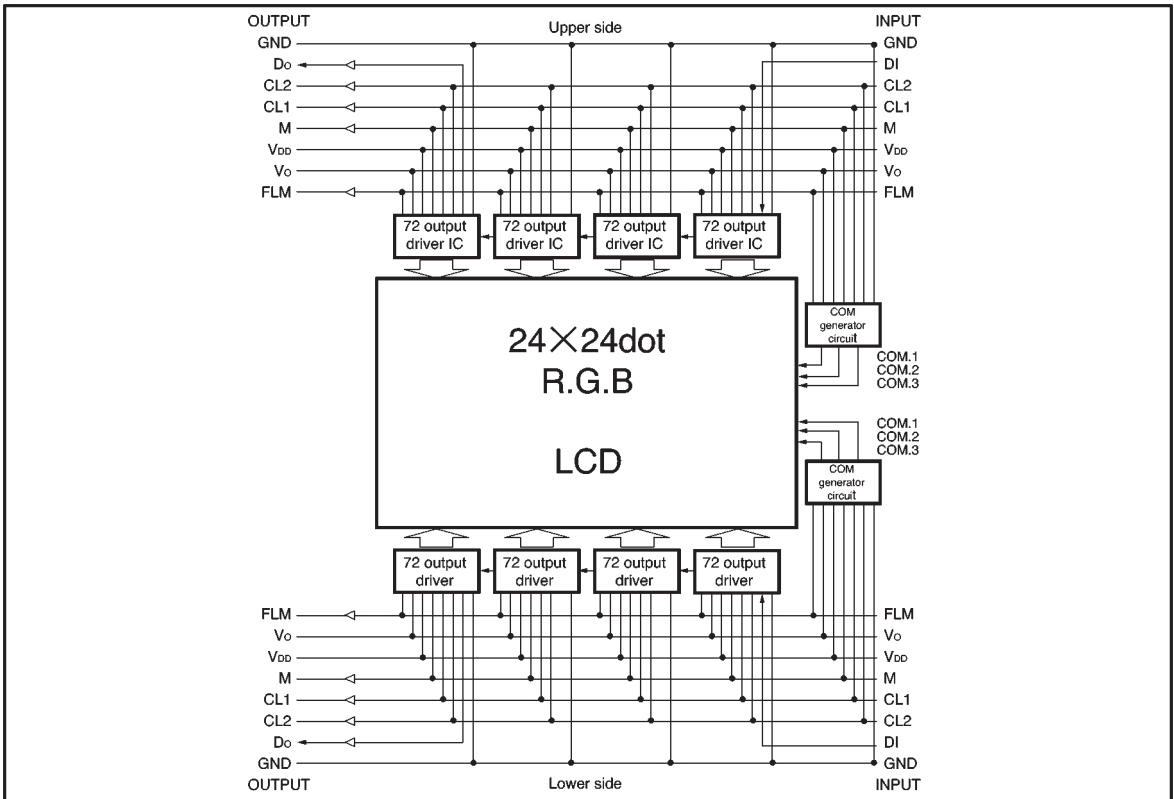 OUTPUT Upper side INPUT
GND GND
Do DI
CL2 CL2
CL1 CL1
M M
VDD VDD
Vo Vo
FLM FLM
72 output driver IC
72 output driver IC
72 output driver IC
72 output driver IC
COM
generator
circuit
24×24dot
R.G.B
LCD
COM.1
COM.2
COM.3
COM.1
COM.2
COM.3
COM
generator
circuit
72 output driver
72 output driver
72 output driver
72 output driver
FLM FLM
Vo Vo
VDD VDD
M M
CL1 CL1
CL2 CL2
Do DI
GND GND
OUTPUT Lower side INPUT